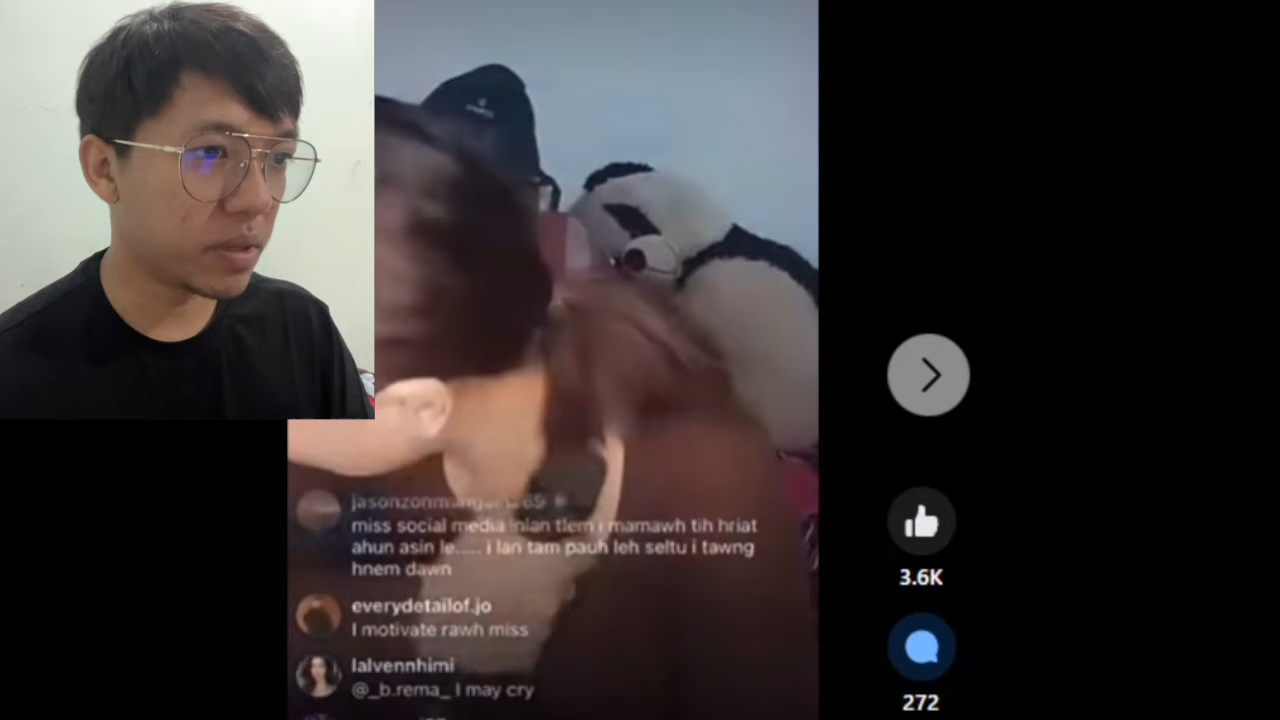 miss social media inlan tlem i mamawh tih hriat
ahun asin le..... i lan tam pauh leh seltu i tawng
hnem dawn
everydetailof.jo
I motivate rawh miss
lalvennhimi
@_b.rema_ I may cry
3.6K
272